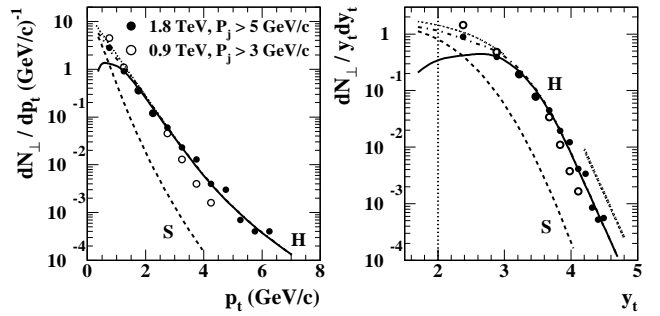 dN⊥ / dp_t (GeV/c)⁻¹
● 1.8 TeV, P_j > 5 GeV/c
○ 0.9 TeV, P_j > 3 GeV/c
10
1
10⁻¹
10⁻²
10⁻³
10⁻⁴
S
H
0 2 4 6 8
p_t (GeV/c)
dN⊥ / y_t dy_t
10
1
10⁻¹
10⁻²
10⁻³
10⁻⁴
H
S
2 3 4 5
y_t